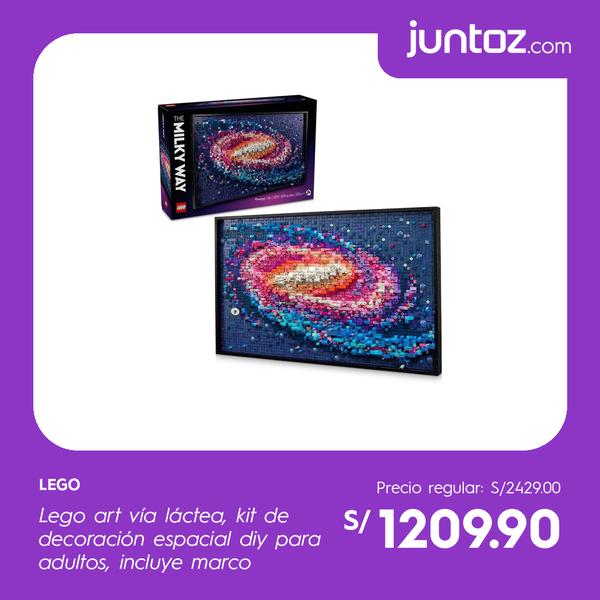 juntoz.com
THE
MILKY WAY
LEGO
LEGO
Lego art vía láctea, kit de
decoración espacial diy para
adultos, incluye marco
Precio regular: S/2429.00
S/ 1209.90